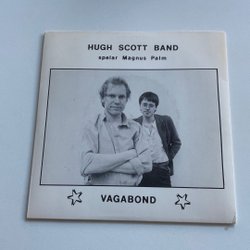 HUGH SCOTT BAND
spelar Magnus Palm
VAGABOND